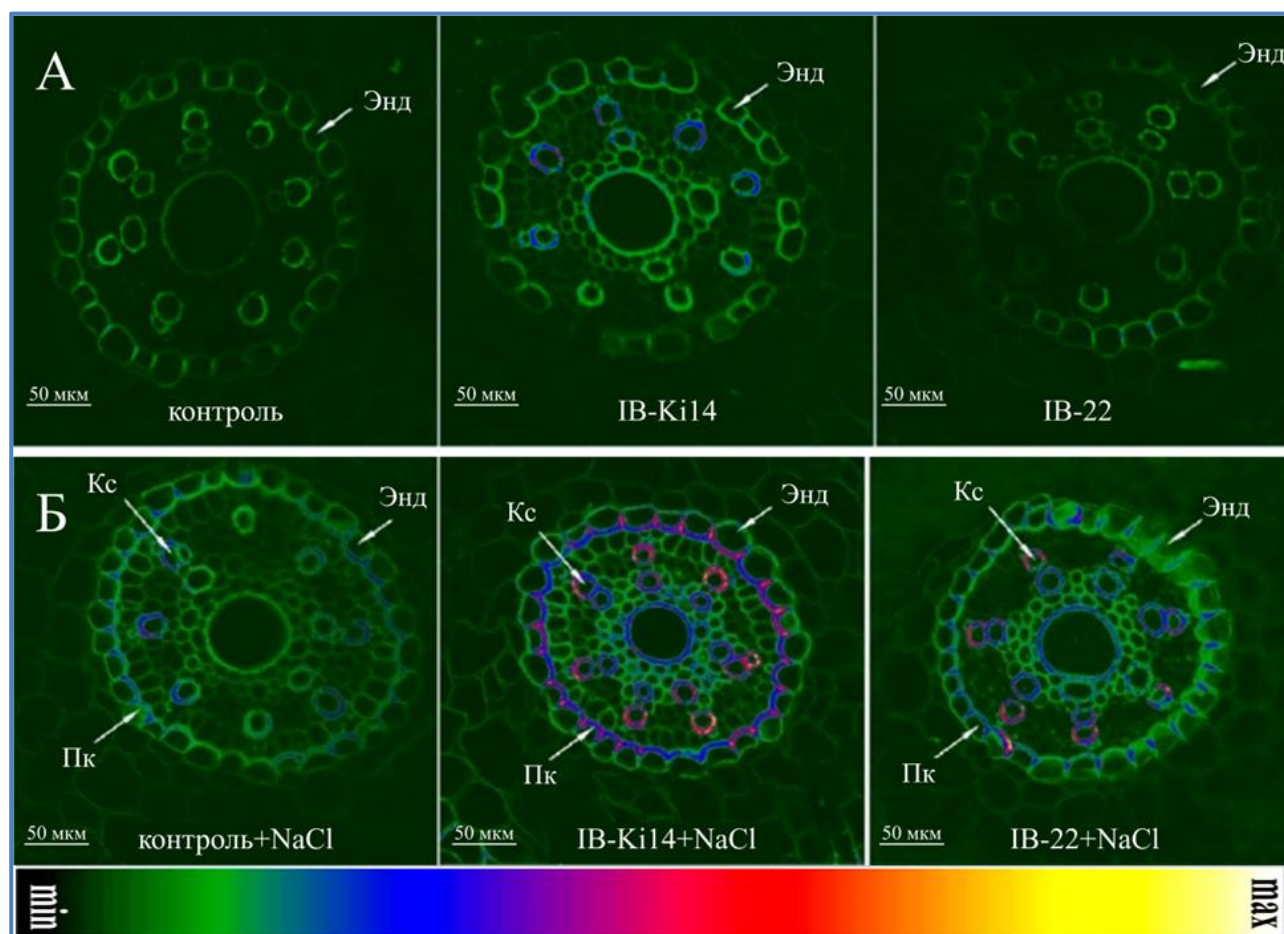 А
Энд
50 мкм
контроль
Энд
50 мкм
IB-Ki14
Энд
50 мкм
IB-22
Б
Кс
Энд
Пк
50 мкм
контроль+NaCl
Кс
Энд
Пк
50 мкм
IB-Ki14+NaCl
Кс
Энд
Пк
50 мкм
IB-22+NaCl
min
max